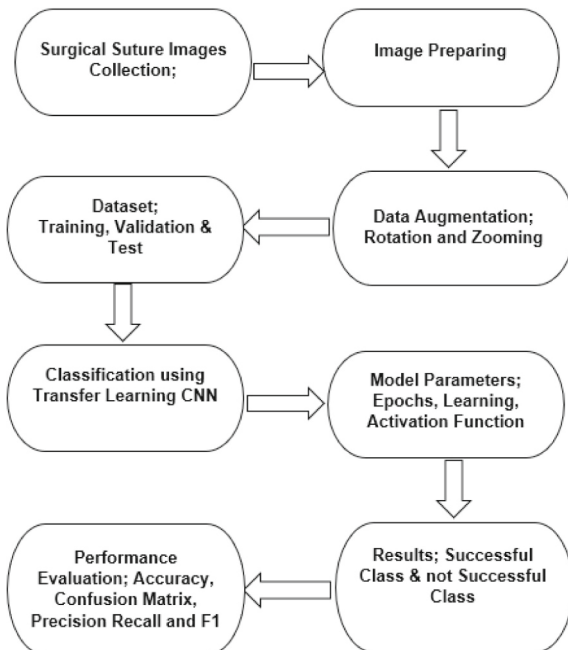 Surgical Suture Images
Collection;
Image Preparing
Data Augmentation;
Rotation and Zooming
Dataset;
Training, Validation &
Test
Classification using
Transfer Learning CNN
Model Parameters;
Epochs, Learning,
Activation Function
Results; Successful
Class & not Successful
Class
Performance
Evaluation; Accuracy,
Confusion Matrix,
Precision Recall and F1